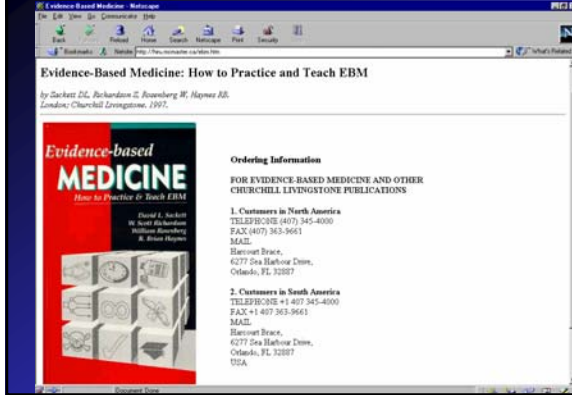 Evidence-Based Medicine - Netscape
File Edit View Go Communicator Help
Back Reload Home Search Netscape Print Security
Bookmarks Netsite http://hiru.mcmaster.ca/ebm.htm What's Related
Evidence-Based Medicine: How to Practice and Teach EBM
by Sackett DL, Richardson S, Rosenberg W, Haynes RB.
London; Churchill Livingstone. 1997.
Evidence-based
MEDICINE
How to Practice & Teach EBM
David L. Sackett
W. Scott Richardson
William Rosenberg
R. Brian Haynes
Ordering Information
FOR EVIDENCE-BASED MEDICINE AND OTHER
CHURCHILL LIVINGSTONE PUBLICATIONS
1. Customers in North America
TELEPHONE (407) 345-4000
FAX (407) 363-9661
MAIL
Harcourt Brace,
6277 Sea Harbour Drive,
Orlando, FL 32887
2. Customers in South America
TELEPHONE +1 407 345-4000
FAX +1 407 363-9661
MAIL
Harcourt Brace,
6277 Sea Harbour Drive,
Orlando, FL 32887
USA
Document Done